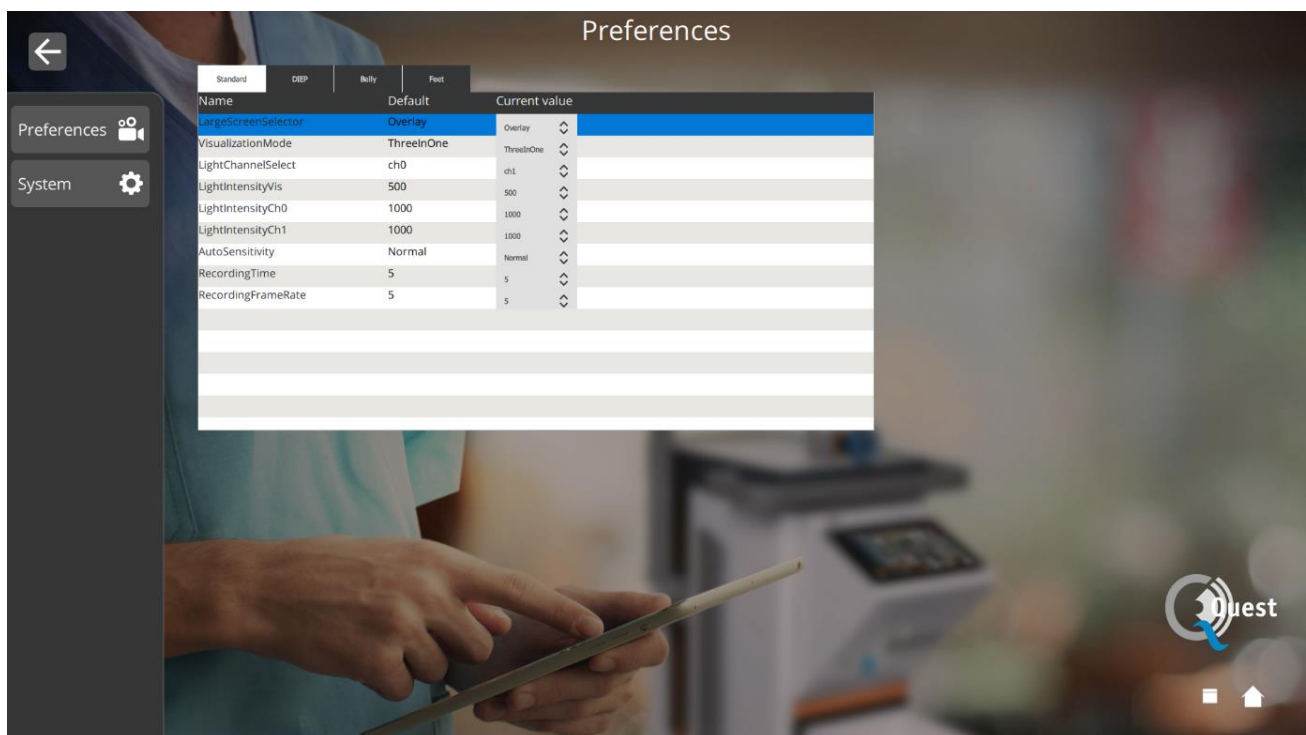 Preferences
Standard DIEP Belly Feet
Name Default Current value
Preferences
System
LargeScreenSelector Overlay Overlay
VisualizationMode ThreeInOne ThreeInOne
LightChannelSelect ch0 ch1
LightIntensityVis 500 500
LightIntensityCh0 1000 1000
LightIntensityCh1 1000 1000
AutoSensitivity Normal Normal
RecordingTime 5 5
RecordingFrameRate 5 5
Quest